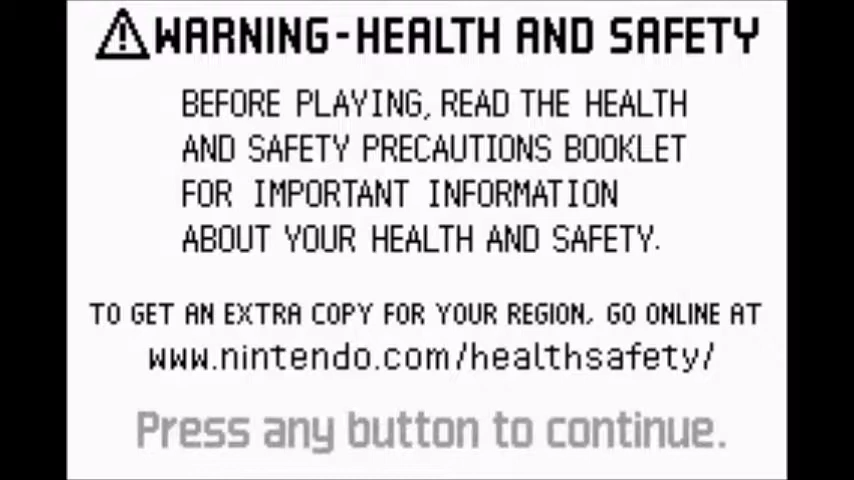 WARNING-HEALTH AND SAFETY
BEFORE PLAYING, READ THE HEALTH
AND SAFETY PRECAUTIONS BOOKLET
FOR IMPORTANT INFORMATION
ABOUT YOUR HEALTH AND SAFETY.
TO GET AN EXTRA COPY FOR YOUR REGION, GO ONLINE AT
www.nintendo.com/healthsafety/
Press any button to continue.